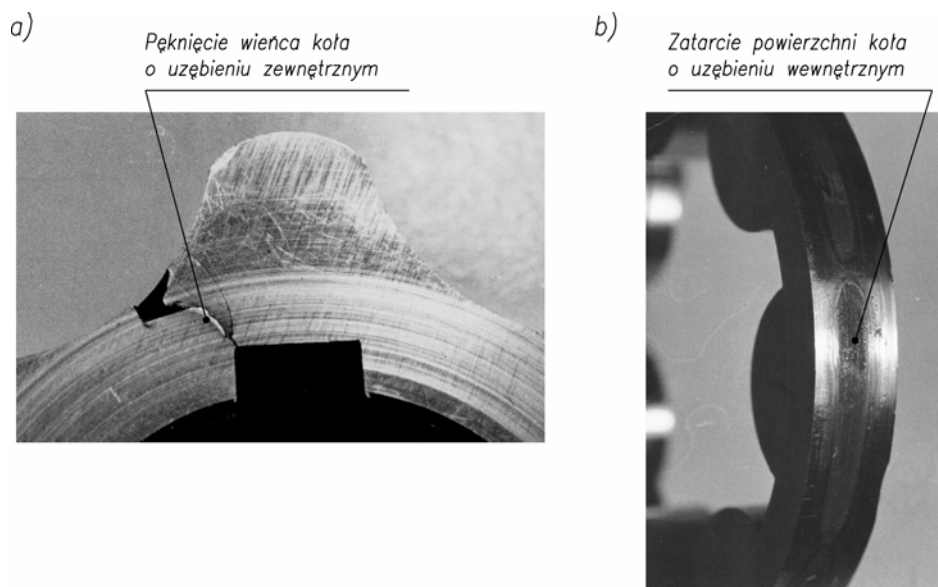 a)
Pęknięcie wieńca koła
o uzębieniu zewnętrznym
b)
Zatarcie powierzchni koła
o uzębieniu wewnętrznym